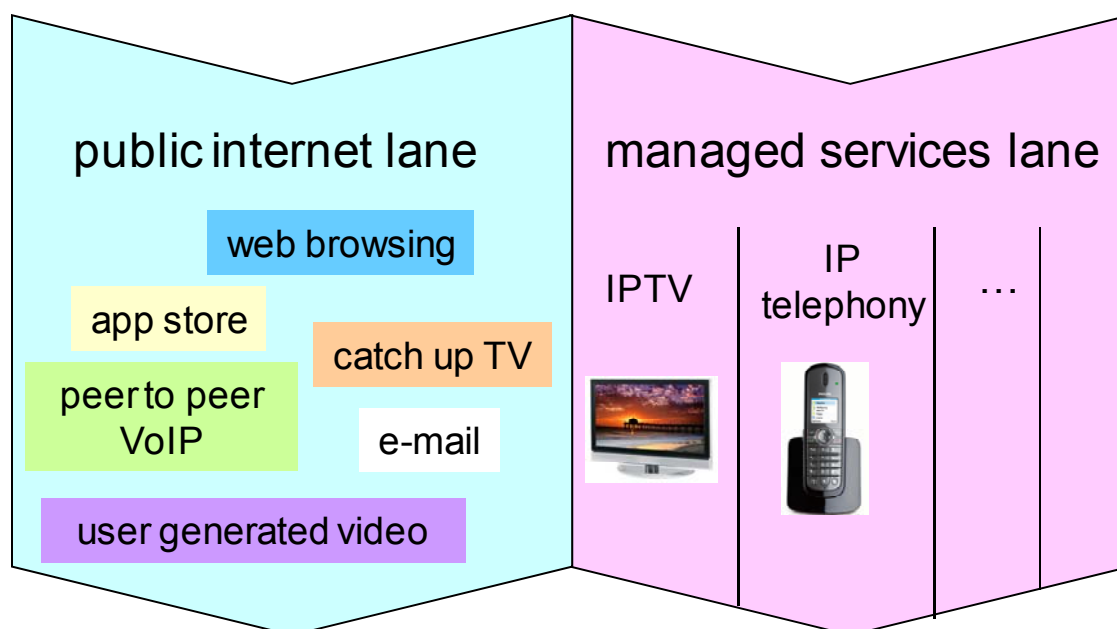 public internet lane
managed services lane
web browsing
app store
catch up TV
peer to peer
VoIP
e-mail
user generated video
IPTV
IP
telephony
...